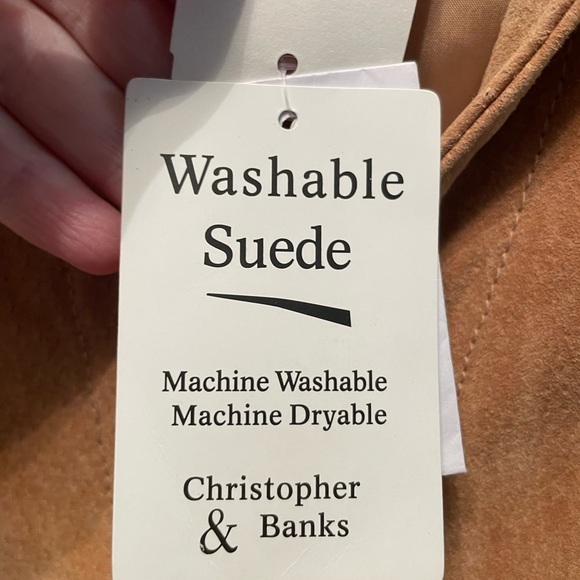 Washable
Suede
Machine Washable
Machine Dryable
Christopher
& Banks